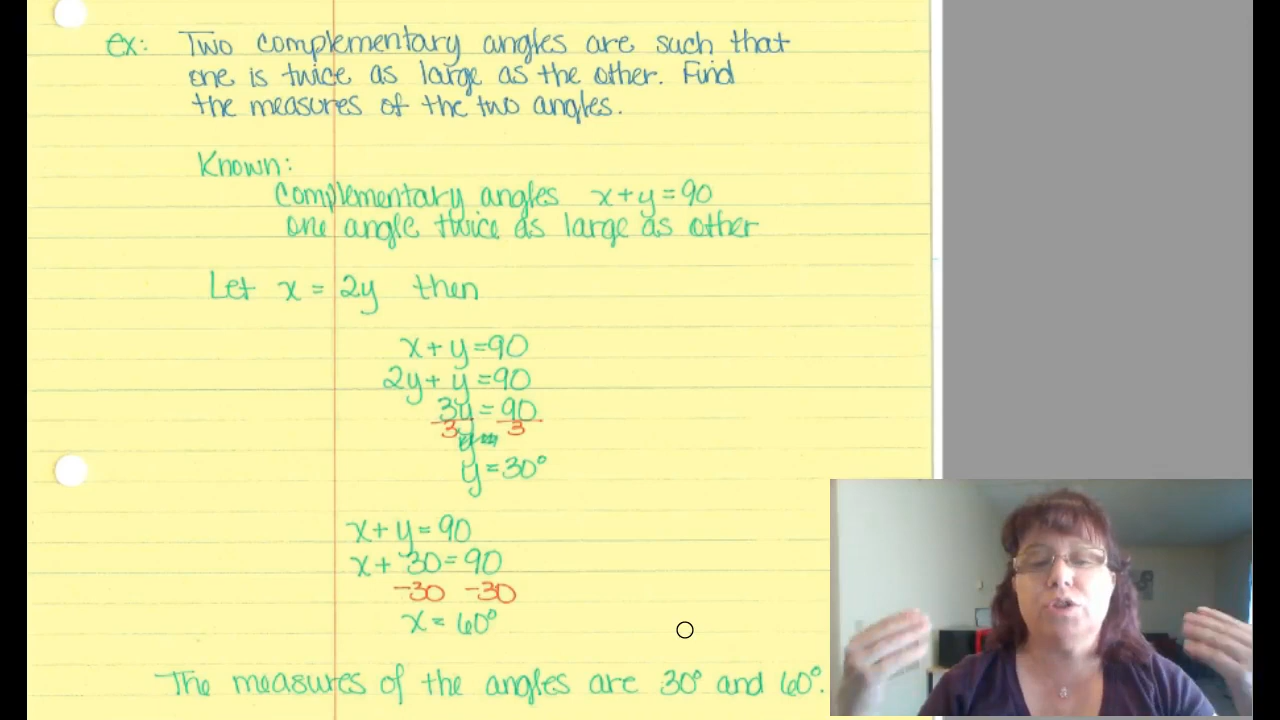 ex: Two complementary angles are such that
one is twice as large as the other. Find
the measures of the two angles.
Known:
Complementary angles x+y=90
one angle twice as large as other
Let x = 2y then
x+y=90
2y+y=90
3y=90
3 3
y=30°
x+y=90
x+30=90
-30 -30
x=60°
The measures of the angles are 30° and 60°.